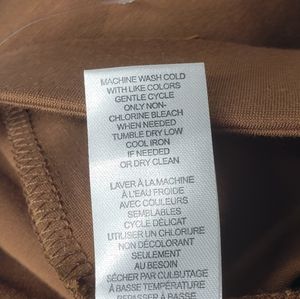 MACHINE WASH COLD
WITH LIKE COLORS
GENTLE CYCLE
ONLY NON-
CHLORINE BLEACH
WHEN NEEDED
TUMBLE DRY LOW
COOL IRON
IF NEEDED
OR DRY CLEAN
LAVER À LA MACHINE
À L'EAU FROIDE
AVEC COULEURS
SEMBLABLES
CYCLE DÉLICAT
UTILISER UN CHLORURE
NON DÉCOLORANT
SEULEMENT
AU BESOIN
SÉCHER PAR CULBUTAGE
À BASSE TEMPÉRATURE
REPASSER À BASSE